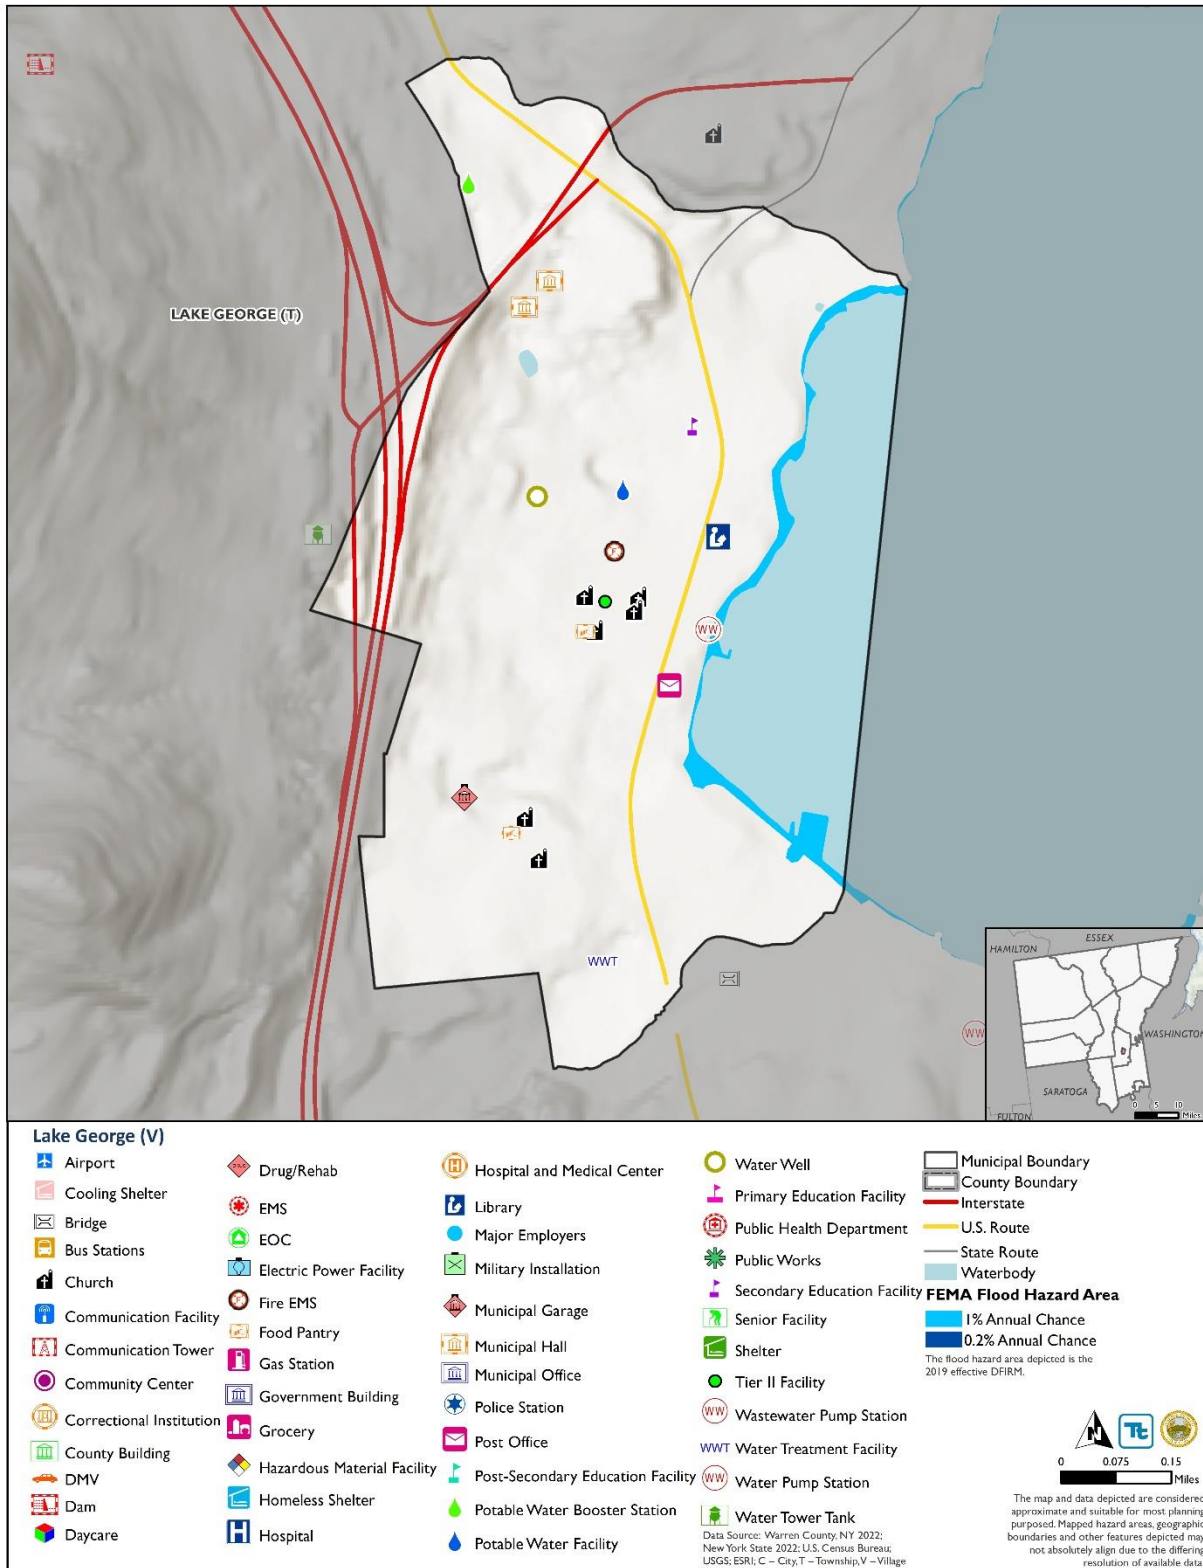 LAKE GEORGE (T)
F
WW
WWT
WW
ESSEX
HAMILTON
WASHINGTON
SARATOGA
FULTON
0 5 10
Miles
Lake George (V)
Airport
Cooling Shelter
Bridge
Bus Stations
Church
Communication Facility
Communication Tower
Community Center
Correctional Institution
County Building
DMV
Dam
Daycare
Drug/Rehab
EMS
EOC
Electric Power Facility
Fire EMS
Food Pantry
Gas Station
Government Building
Grocery
Hazardous Material Facility
Homeless Shelter
Hospital
Hospital and Medical Center
Library
Major Employers
Military Installation
Municipal Garage
Municipal Hall
Municipal Office
Police Station
Post Office
Post-Secondary Education Facility
Potable Water Booster Station
Potable Water Facility
Water Well
Primary Education Facility
Public Health Department
Public Works
Secondary Education Facility
Senior Facility
Shelter
Tier II Facility
WW Wastewater Pump Station
WWT Water Treatment Facility
WW Water Pump Station
Water Tower Tank
Data Source: Warren County, NY 2022;
New York State 2022; U.S. Census Bureau;
USGS; ESRI; C – City, T – Township, V – Village
Municipal Boundary
County Boundary
Interstate
U.S. Route
State Route
Waterbody
FEMA Flood Hazard Area
1% Annual Chance
0.2% Annual Chance
The flood hazard area depicted is the
2019 effective DFIRM.
N
Tt
0 0.075 0.15
Miles
The map and data depicted are considered
approximate and suitable for most planning
purposed. Mapped hazard areas, geographic
boundaries and other features depicted may
not absolutely align due to the differing
resolution of available data.